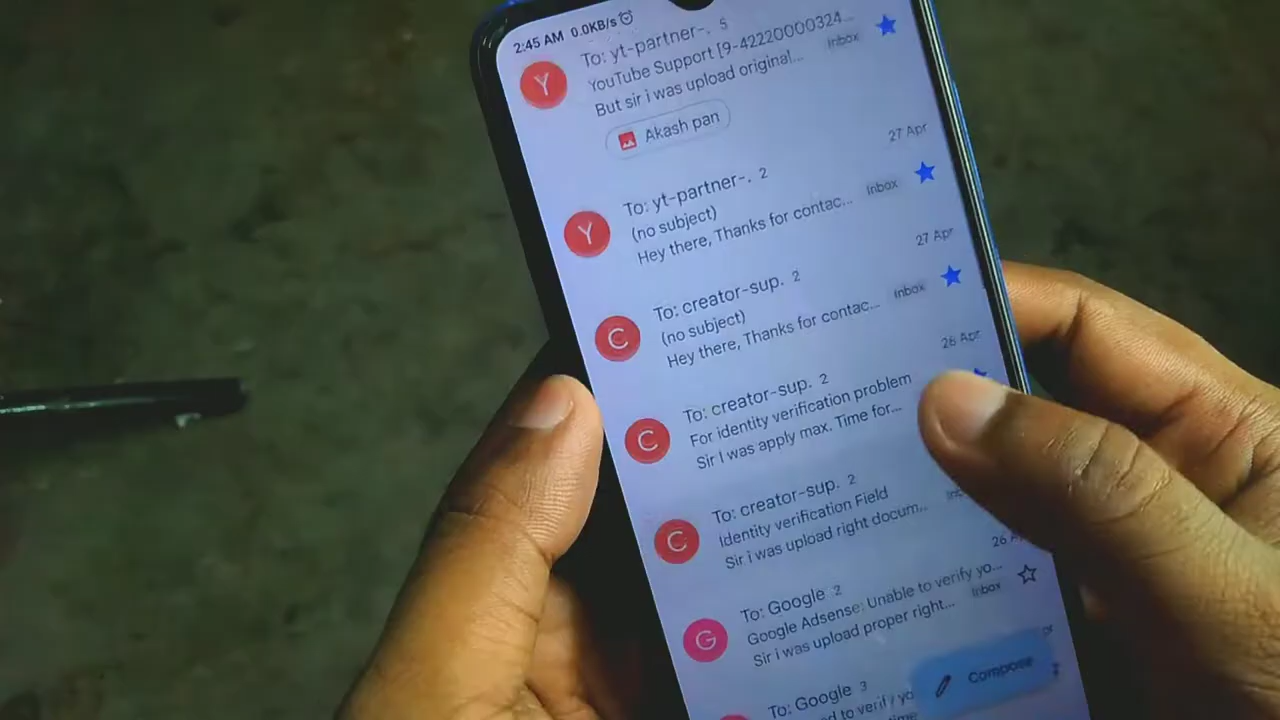 2:45 AM 0.0KB/s
To: yt-partner-. 5
YouTube Support [9-42220000324...
But sir i was upload original... Inbox
Akash pan
27 Apr
To: yt-partner-. 2
(no subject)
Hey there, Thanks for contac... Inbox
27 Apr
To: creator-sup. 2
(no subject)
Hey there, Thanks for contac... Inbox
26 Apr
To: creator-sup. 2
For identity verification problem
Sir I was apply max. Time for...
To: creator-sup. 2
Identity verification Field
Sir i was upload right docum...
26
To: Google 2
Google Adsense: Unable to verify yo...
Sir i was upload proper right... Inbox
Compose
To: Google 3
to verify yo
time